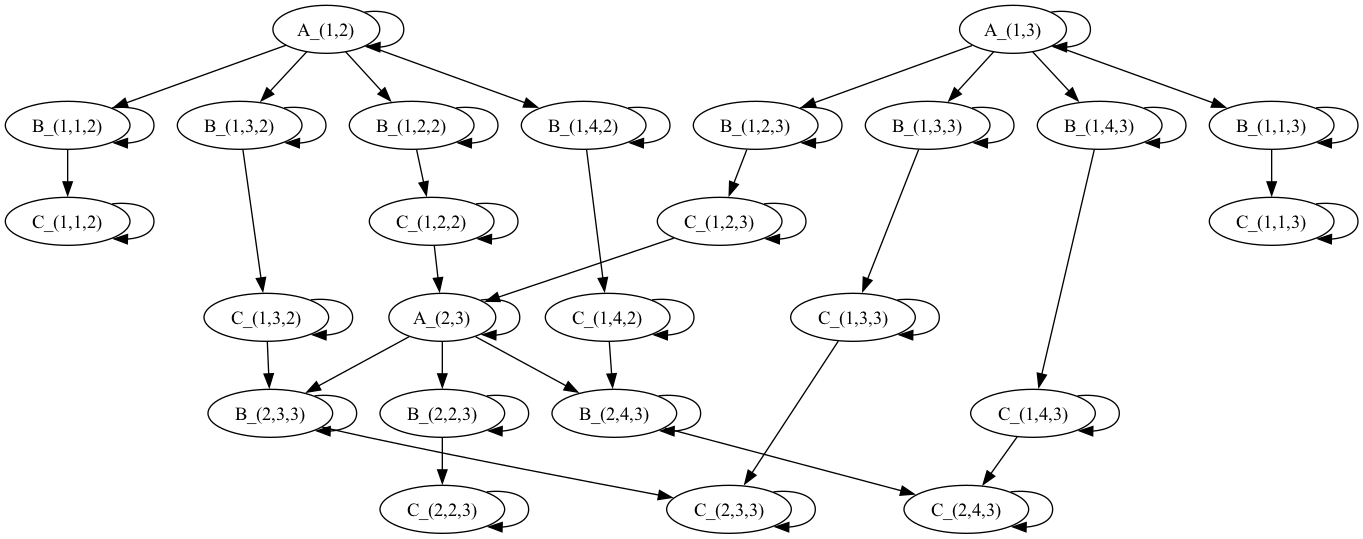 A_(1,2)
A_(1,3)
B_(1,1,2)
B_(1,3,2)
B_(1,2,2)
B_(1,4,2)
B_(1,2,3)
B_(1,3,3)
B_(1,4,3)
B_(1,1,3)
C_(1,1,2)
C_(1,2,2)
C_(1,2,3)
C_(1,1,3)
C_(1,3,2)
A_(2,3)
C_(1,4,2)
C_(1,3,3)
B_(2,3,3)
B_(2,2,3)
B_(2,4,3)
C_(1,4,3)
C_(2,2,3)
C_(2,3,3)
C_(2,4,3)